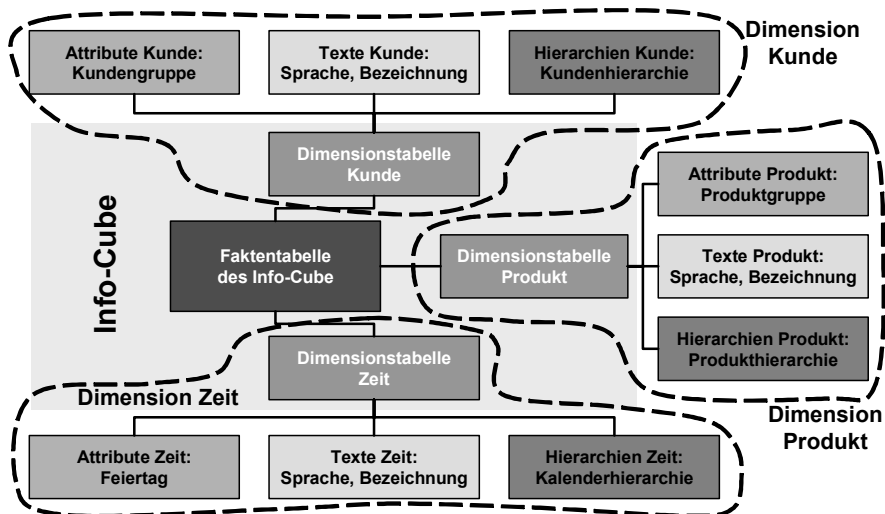 Attribute Kunde:
Kundengruppe
Texte Kunde:
Sprache, Bezeichnung
Hierarchien Kunde:
Kundenhierarchie
Dimension
Kunde
Dimensionstabelle
Kunde
Info-Cube
Faktentabelle
des Info-Cube
Dimensionstabelle
Produkt
Attribute Produkt:
Produktgruppe
Texte Produkt:
Sprache, Bezeichnung
Hierarchien Produkt:
Produkthierarchie
Dimension
Produkt
Dimensionstabelle
Zeit
Dimension Zeit
Attribute Zeit:
Feiertag
Texte Zeit:
Sprache, Bezeichnung
Hierarchien Zeit:
Kalenderhierarchie